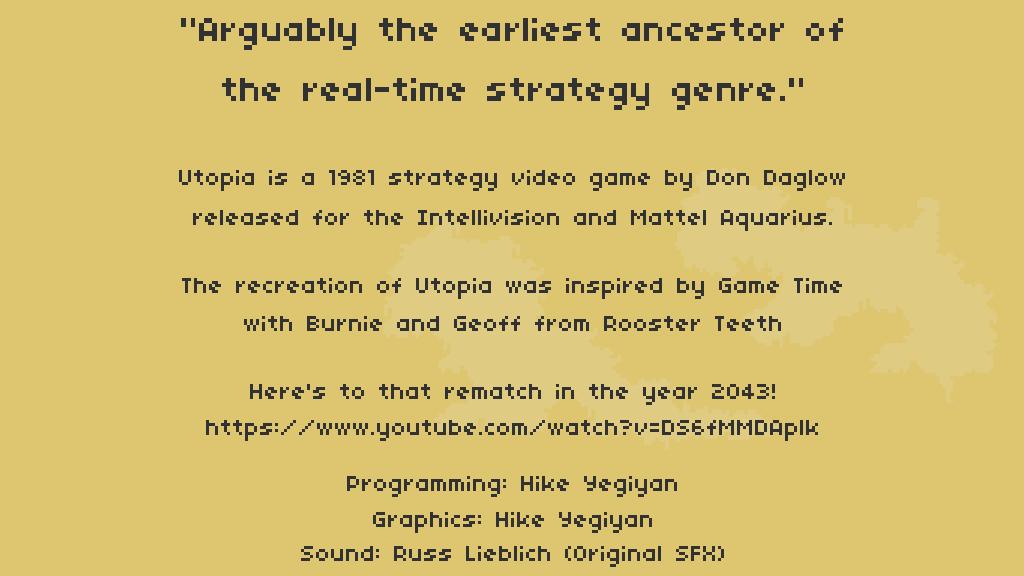 "Arguably the earliest ancestor of
the real-time strategy genre."
Utopia is a 1981 strategy video game by Don Daglow
released for the Intellivision and Mattel Aquarius.
The recreation of Utopia was inspired by Game Time
with Burnie and Geoff from Rooster Teeth
Here's to that rematch in the year 2043!
https://www.youtube.com/watch?v=DS6fMMDAplk
Programming: Hike Yegiyan
Graphics: Hike Yegiyan
Sound: Russ Lieblich (Original SFX)